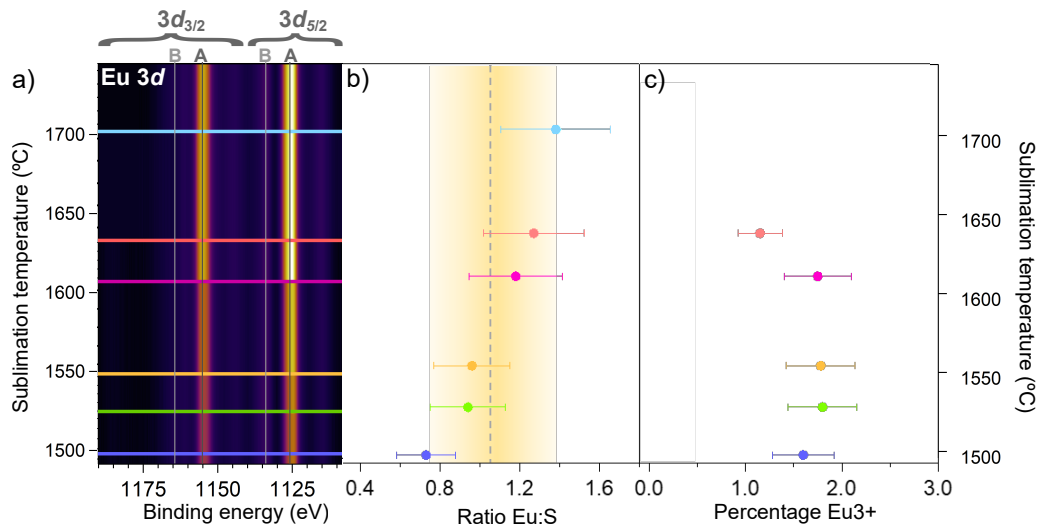 3d3/2 3d5/2
B A B A
a) Eu 3d b) c)
Sublimation temperature (ºC)
1700
1650
1600
1550
1500
1175 1150 1125
Binding energy (eV)
0.4 0.8 1.2 1.6
Ratio Eu:S
0.0 1.0 2.0 3.0
Percentage Eu3+
1700
1650
1600
1550
1500
Sublimation temperature (ºC)